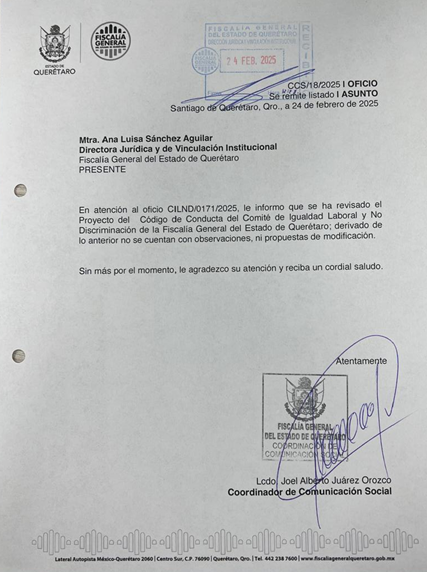 ESTADO DE
QUERÉTARO
FISCALÍA
GENERAL
FISCALÍA GENERAL
DEL ESTADO DE QUERÉTARO
24 FEB. 2025
CCS/18/2025 I OFICIO
Se remite listado I ASUNTO
Santiago de Querétaro, Qro., a 24 de febrero de 2025
Mtra. Ana Luisa Sánchez Aguilar
Directora Jurídica y de Vinculación Institucional
Fiscalía General del Estado de Querétaro
PRESENTE
En atención al oficio CILND/0171/2025, le informo que se ha revisado el
Proyecto del Código de Conducta del Comité de Igualdad Laboral y No
Discriminación de la Fiscalía General del Estado de Querétaro; derivado de
lo anterior no se cuentan con observaciones, ni propuestas de modificación.
Sin más por el momento, le agradezco su atención y reciba un cordial saludo.
Atentamente
FISCALÍA GENERAL
DEL ESTADO DE QUERÉTARO
COORDINACIÓN
COMUNICACIÓN SOCIAL
Lcdo. Joel Alberto Juárez Orozco
Coordinador de Comunicación Social
Lateral Autopista México-Querétaro 2060 | Centro Sur, C.P. 76090 | Querétaro, Qro. | Tel. 442 238 7600 | www.fiscaliageneralqueretaro.gob.mx